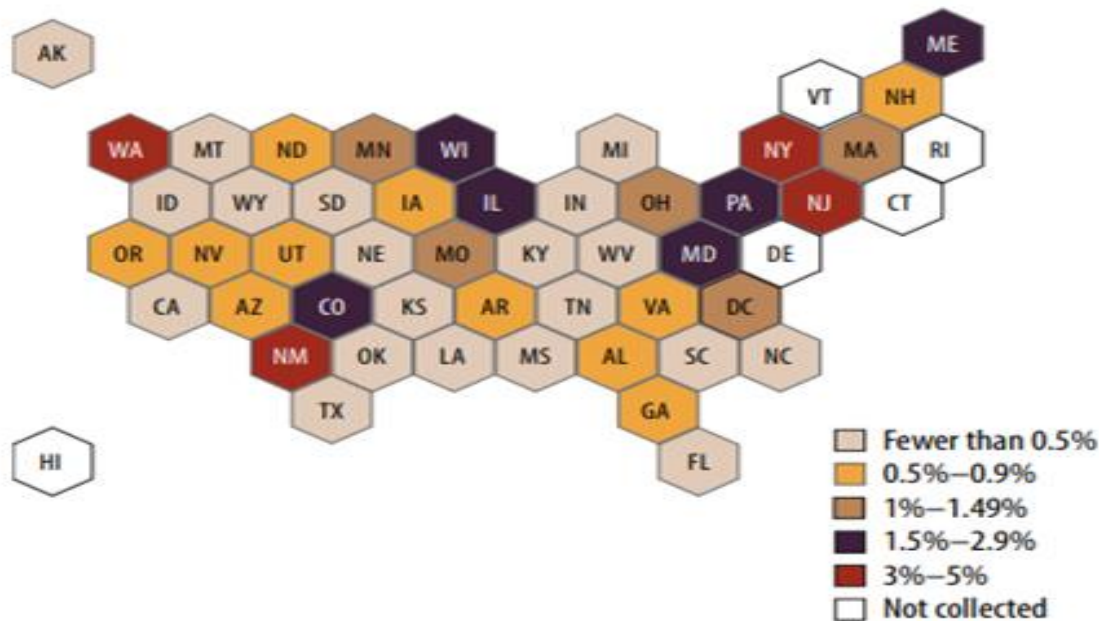 ME
AK
VT NH
WA MT ND MN WI MI NY MA RI
ID WY SD IA IL IN OH PA NJ CT
OR NV UT NE MO KY WV MD DE
CA AZ CO KS AR TN VA DC
NM OK LA MS AL SC NC
TX GA
HI FL
Fewer than 0.5%
0.5%–0.9%
1%–1.49%
1.5%–2.9%
3%–5%
Not collected